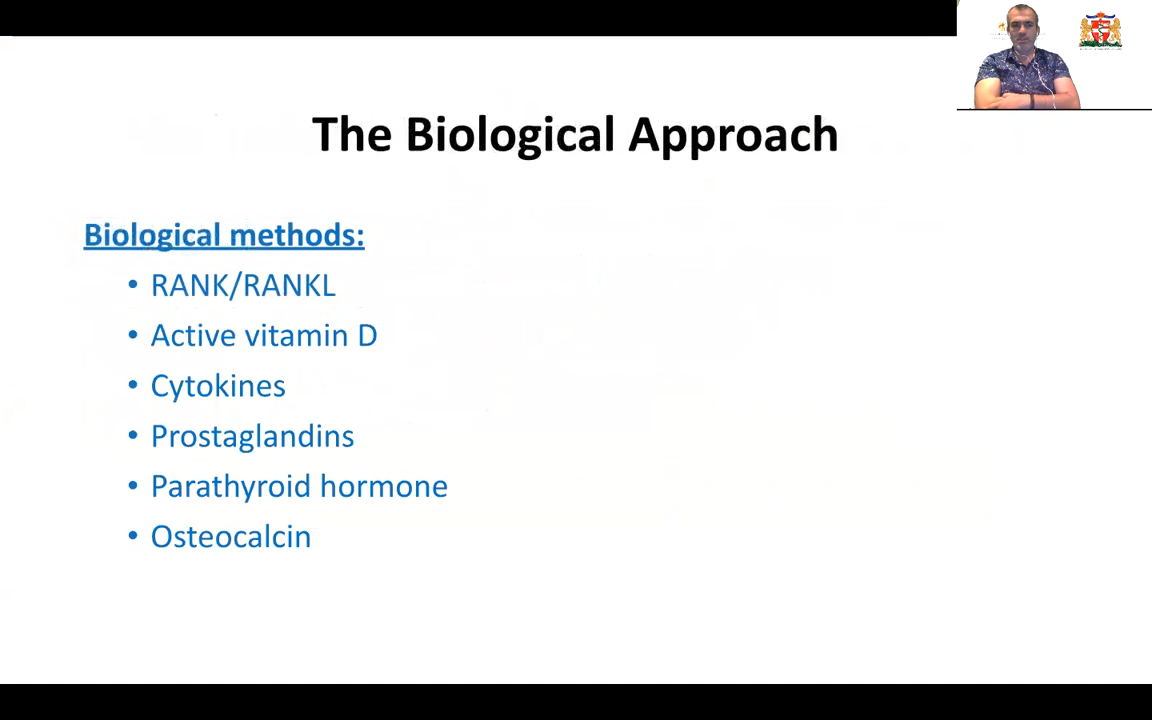 The Biological Approach
Biological methods:
• RANK/RANKL
• Active vitamin D
• Cytokines
• Prostaglandins
• Parathyroid hormone
• Osteocalcin